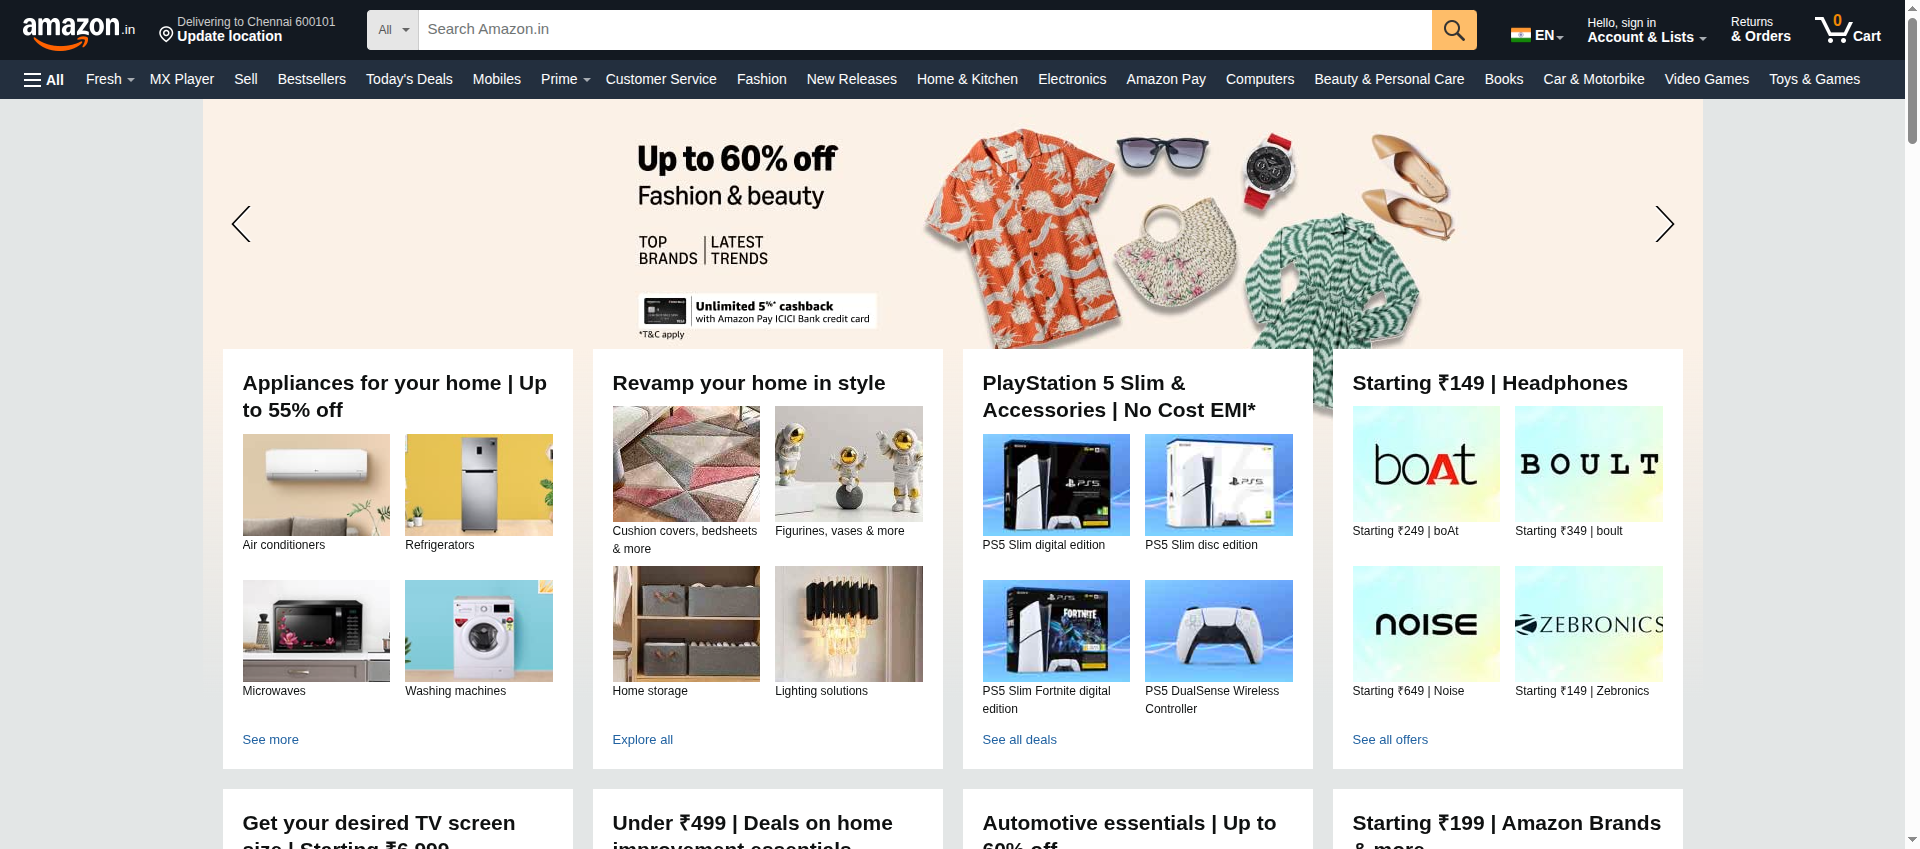 amazon.in
Delivering to Chennai 600101
Update location
All
Search Amazon.in
EN
Hello, sign in
Account & Lists
Returns
& Orders
0
Cart
All
Fresh
MX Player
Sell
Bestsellers
Today's Deals
Mobiles
Prime
Customer Service
Fashion
New Releases
Home & Kitchen
Electronics
Amazon Pay
Computers
Beauty & Personal Care
Books
Car & Motorbike
Video Games
Toys & Games
Up to 60% off
Fashion & beauty
TOP BRANDS | LATEST TRENDS
Unlimited 5%* cashback
with Amazon Pay ICICI Bank credit card
*T&C apply
Appliances for your home | Up
to 55% off
Air conditioners
Refrigerators
Microwaves
Washing machines
See more
Revamp your home in style
Cushion covers, bedsheets
& more
Figurines, vases & more
Home storage
Lighting solutions
Explore all
PlayStation 5 Slim &
Accessories | No Cost EMI*
PS5
PS5
PS5 Slim digital edition
PS5 Slim disc edition
PS5
FORTNITE
PS5 Slim Fortnite digital
edition
PS5 DualSense Wireless
Controller
See all deals
Starting ₹149 | Headphones
boAt
BOULT
Starting ₹249 | boAt
Starting ₹349 | boult
NOISE
ZEBRONICS
Starting ₹649 | Noise
Starting ₹149 | Zebronics
See all offers
Get your desired TV screen
size | Starting ₹6,999
Under ₹499 | Deals on home
improvement essentials
Automotive essentials | Up to
60% off
Starting ₹199 | Amazon Brands
& more